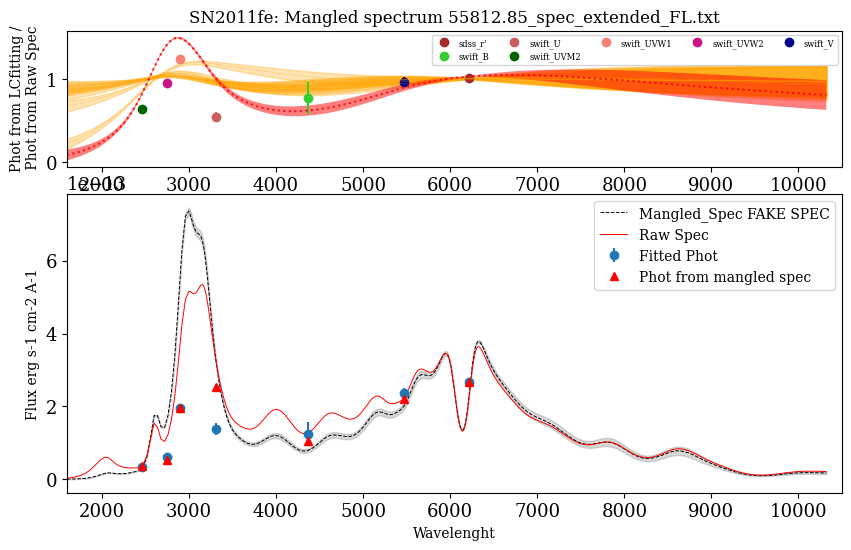 SN2011fe: Mangled spectrum 55812.85_spec_extended_FL.txt
Phot from LCfitting /
Phot from Raw Spec
1
0
sdss_r' swift_U swift_UVW1 swift_UVW2 swift_V
swift_B swift_UVM2
2000 3000 4000 5000 6000 7000 8000 9000 10000
1e−13
Flux erg s-1 cm-2 A-1
6
4
2
0
Mangled_Spec FAKE SPEC
Raw Spec
Fitted Phot
Phot from mangled spec
2000 3000 4000 5000 6000 7000 8000 9000 10000
Wavelenght